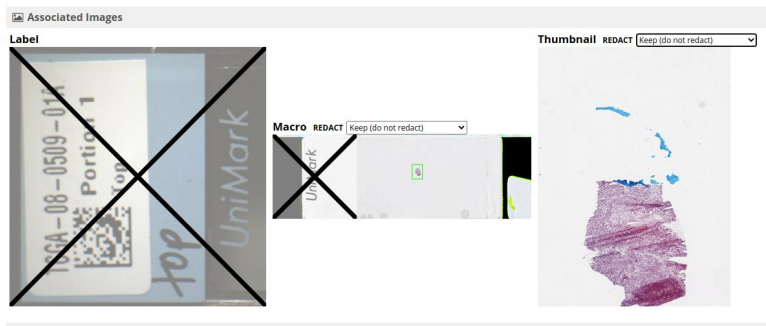 Associated Images
Label
TCGA-08-0509-01A
Portion 1
Top
top
UniMark
Macro REDACT Keep (do not redact)
UniMark
Thumbnail REDACT Keep (do not redact)